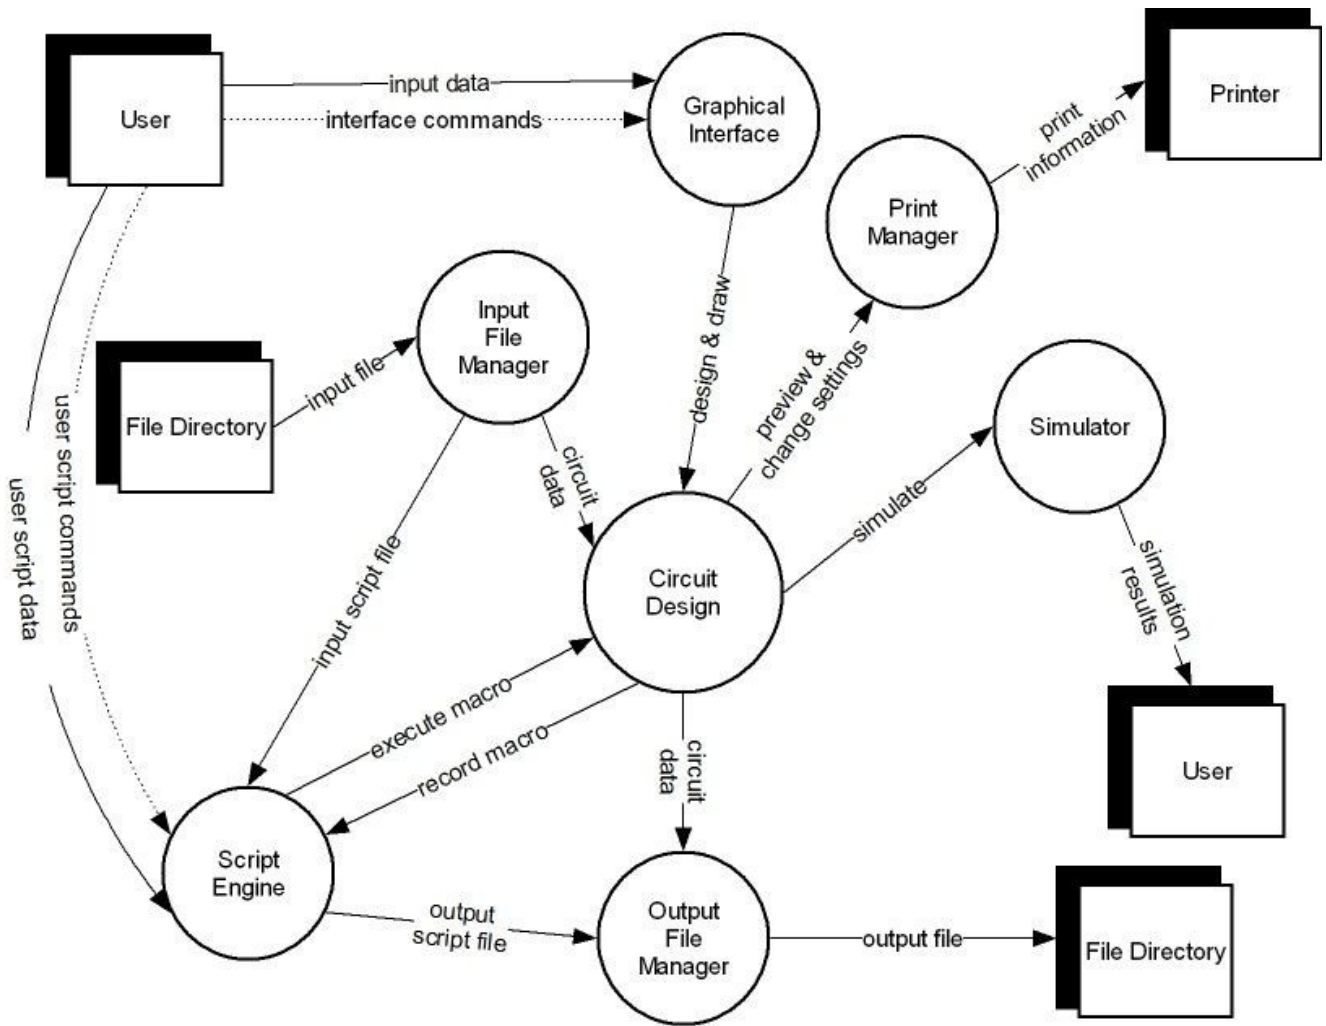 User
input data
interface commands
Graphical
Interface
Printer
print
information
Print
Manager
Input
File
Manager
design & draw
preview &
change settings
File Directory
input file
Simulator
circuit
data
user script commands
user script data
input script file
simulate
Circuit
Design
simulation
results
execute macro
record macro
circuit
data
User
Script
Engine
output
script file
Output
File
Manager
output file
File Directory